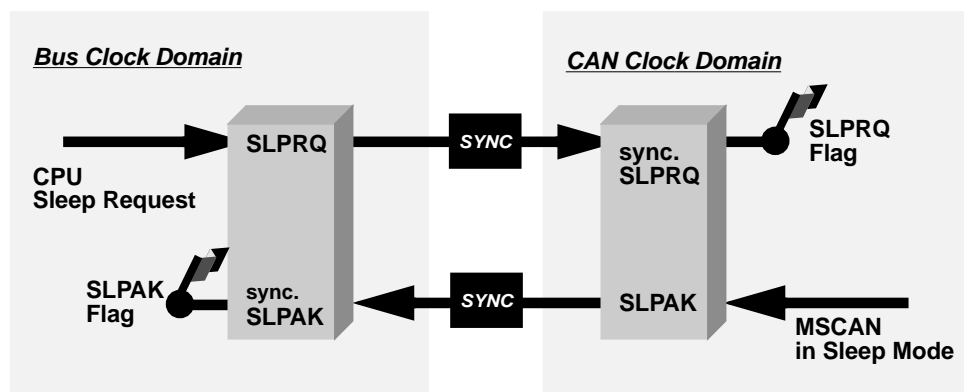 Bus Clock Domain
CAN Clock Domain
SLPRQ
SYNC
sync.
SLPRQ
SLPRQ
Flag
CPU
Sleep Request
SLPAK
Flag
sync.
SLPAK
SYNC
SLPAK
MSCAN
in Sleep Mode